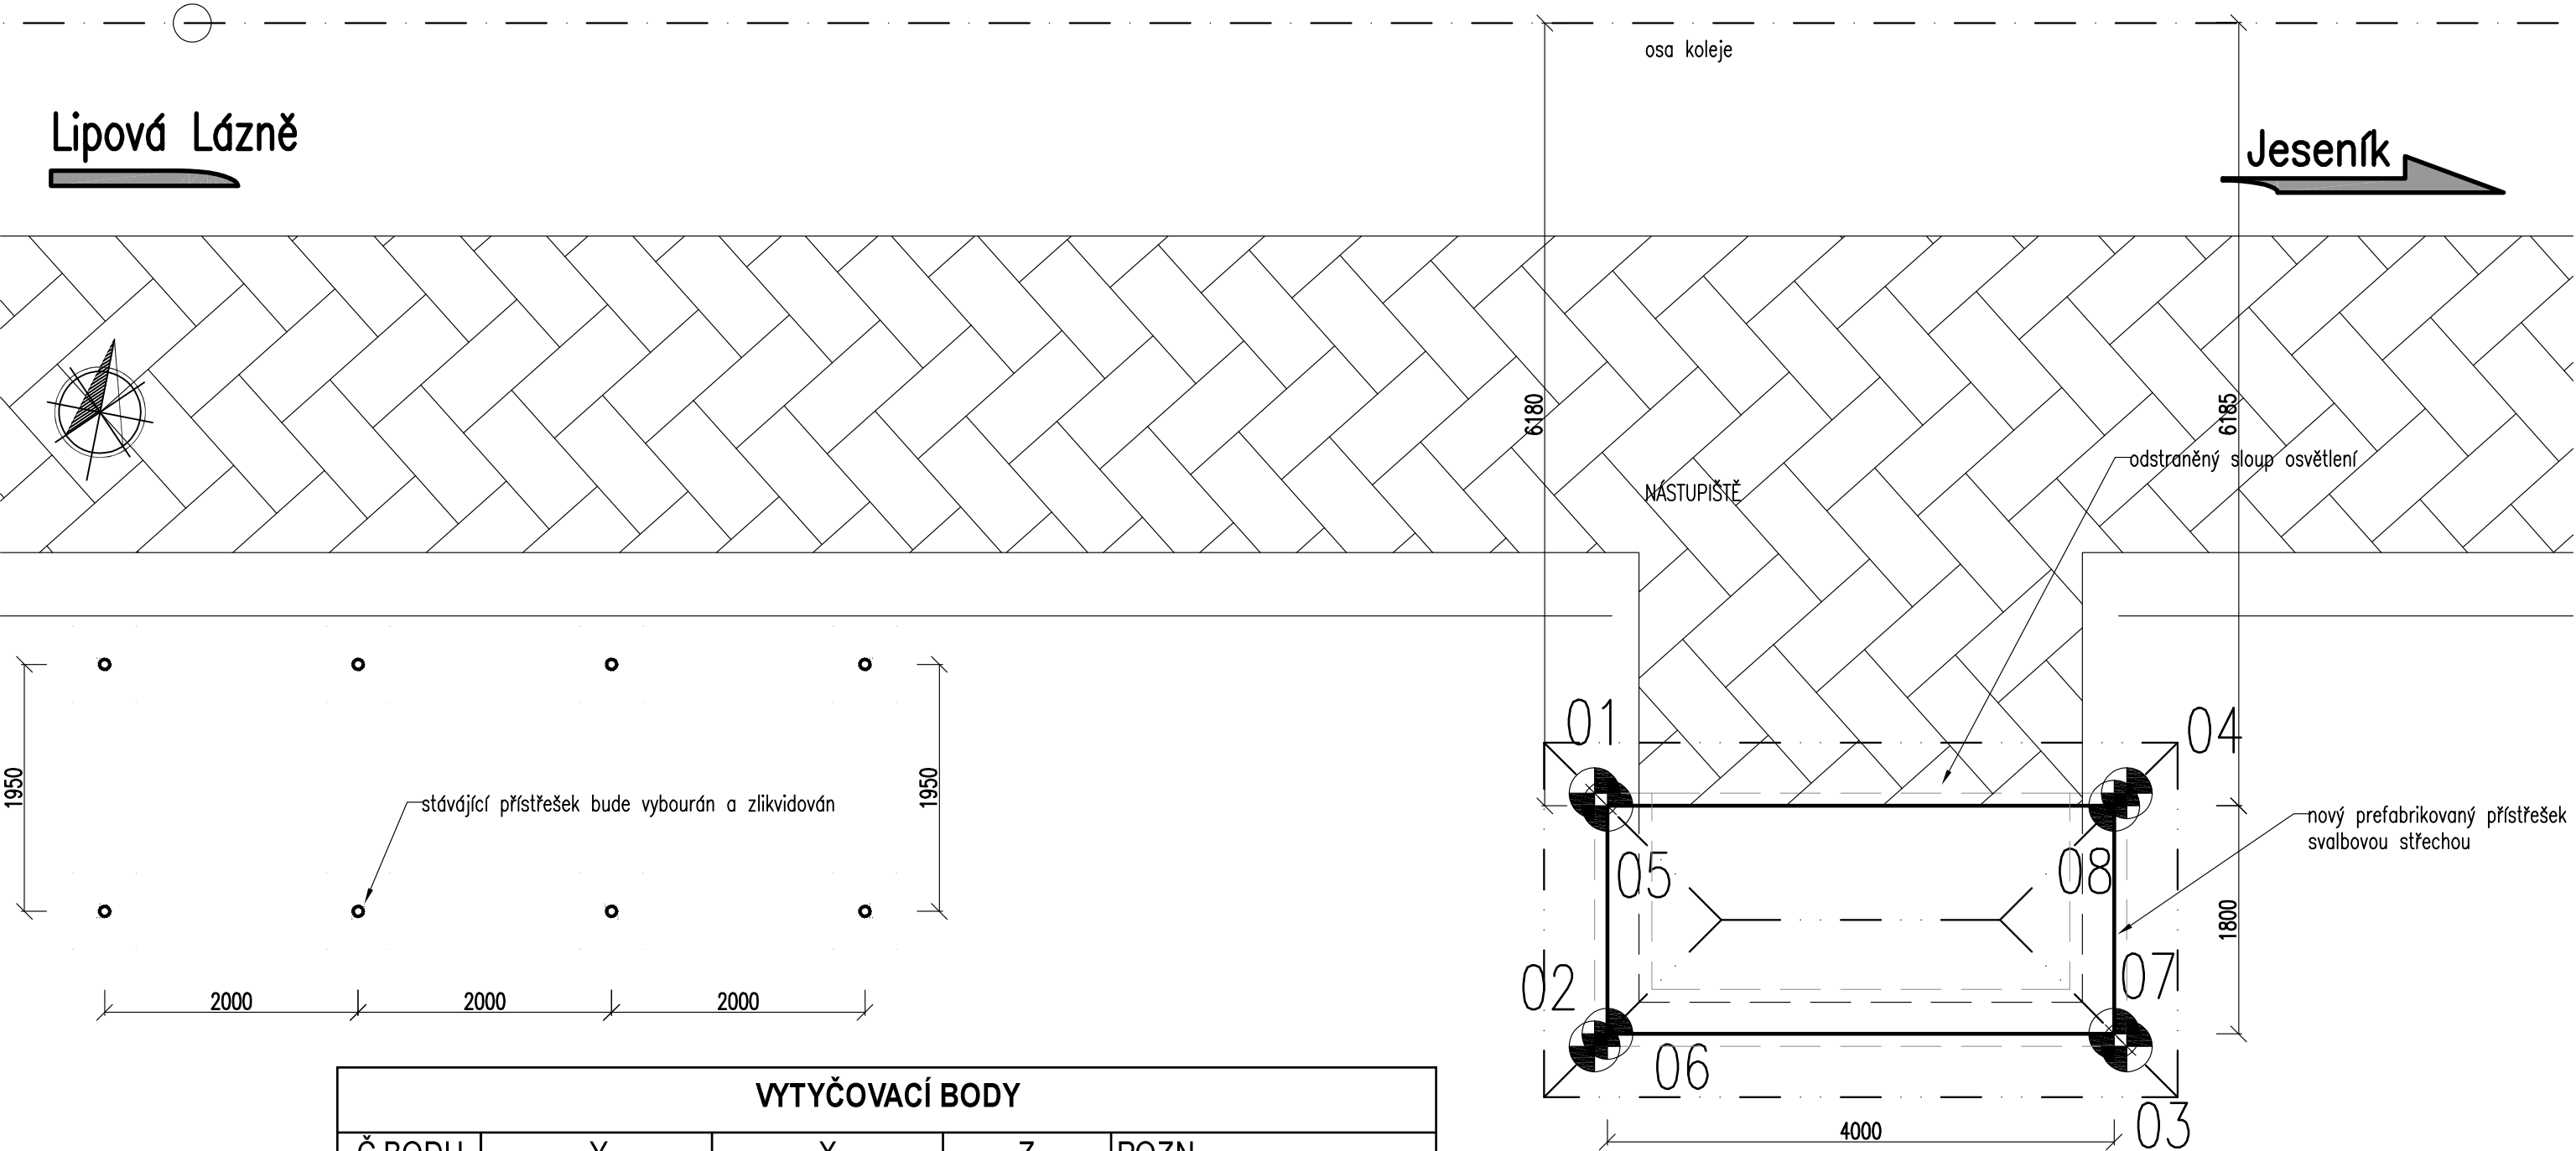 osa koleje
Lipová Lázně
Jeseník
6180
6185
odstraněný sloup osvětlení
NÁSTUPIŠTĚ
01
04
1950
1950
stávájící přístřešek bude vybourán a zlikvidován
nový prefabrikovaný přístřešek
svalbovou střechou
05
08
1800
02
07
2000
2000
2000
06
03
4000
VYTYČOVACÍ BODY
Č.BODU
Y
X
Z
POZN.